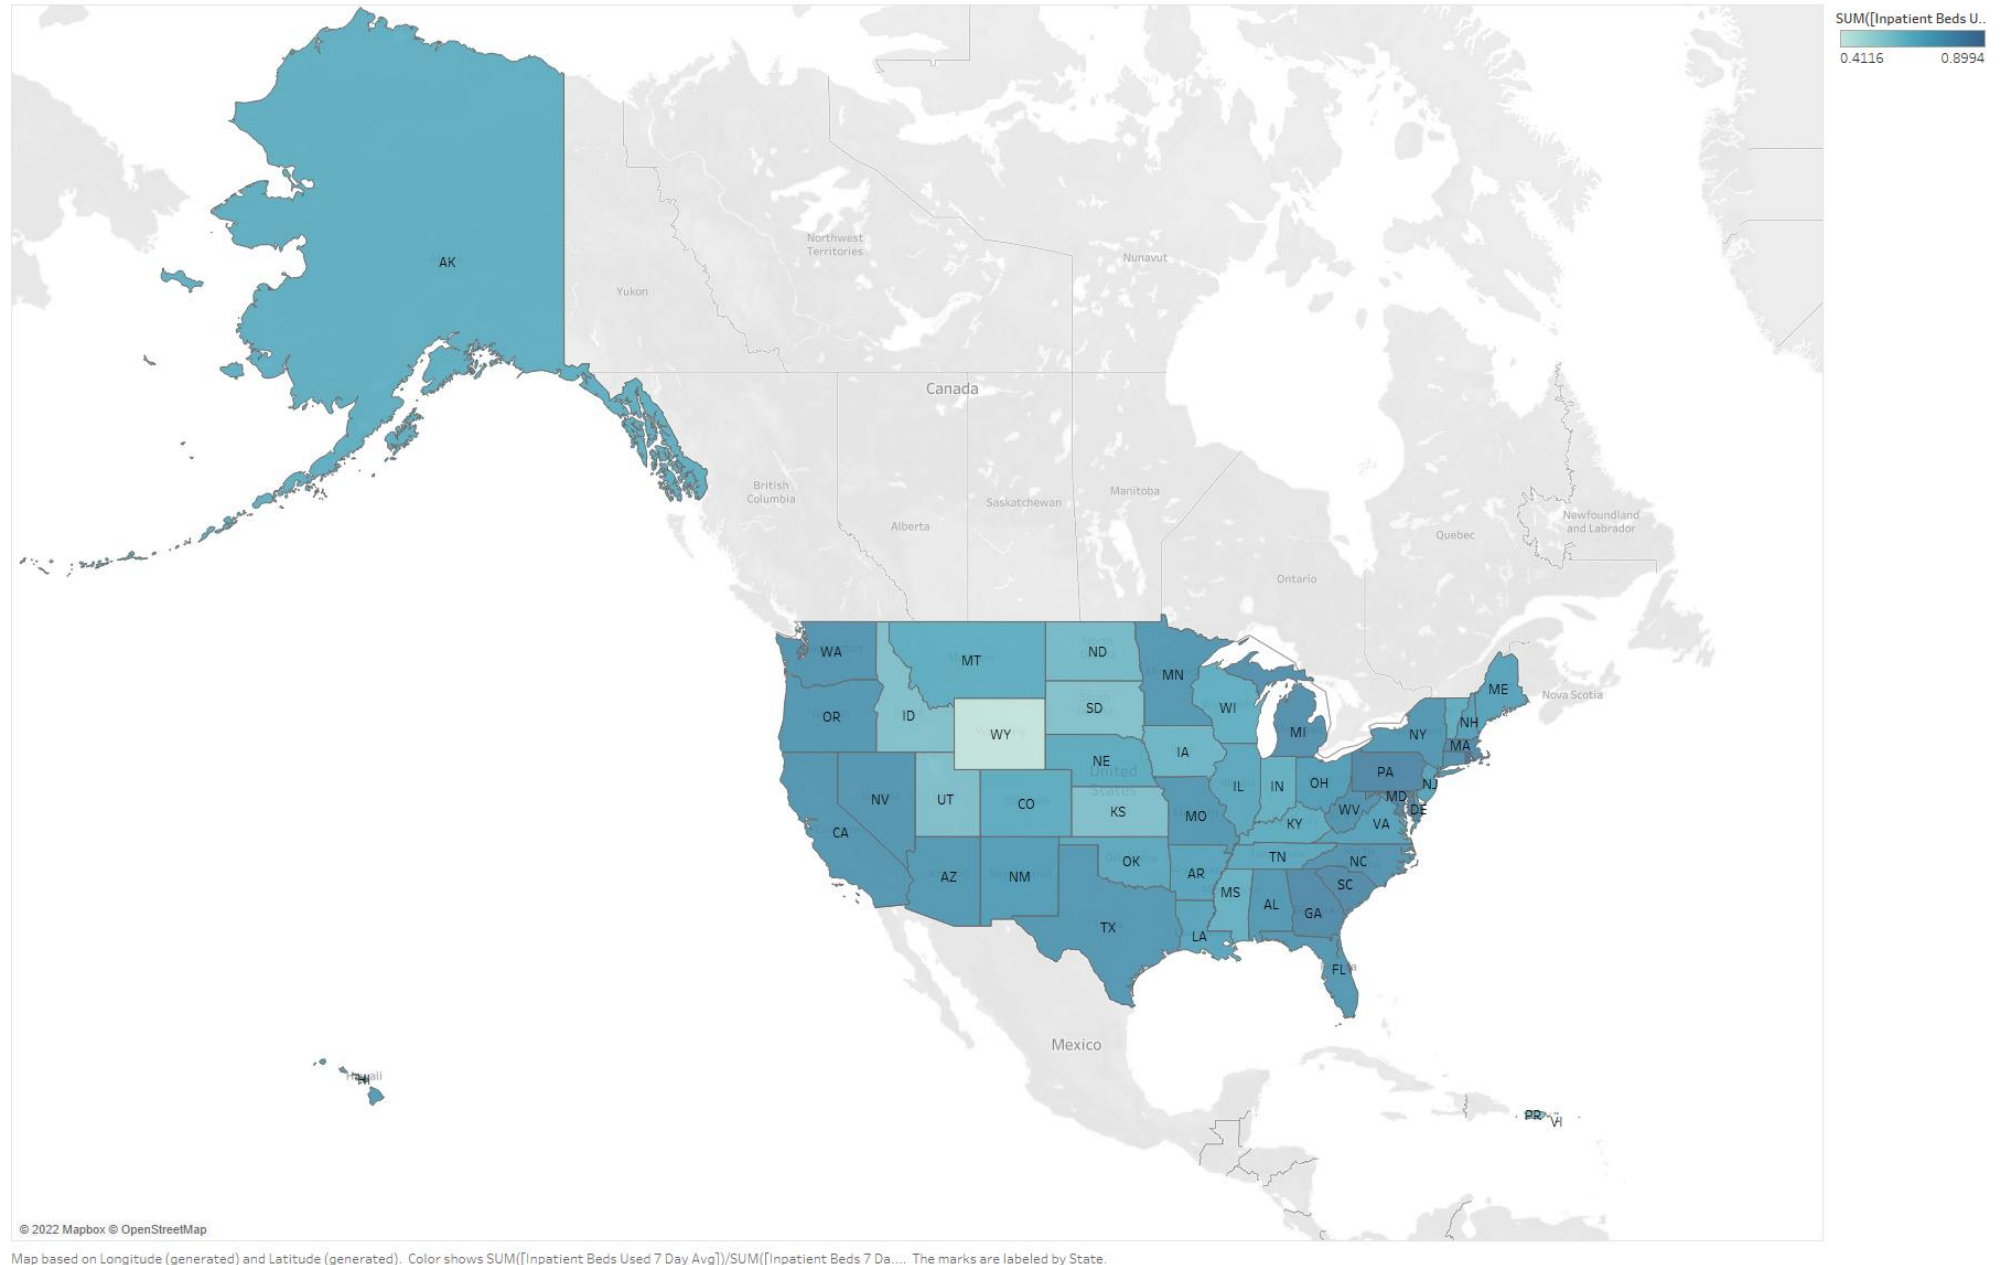 SUM([Inpatient Beds U..
0.4116
0.8994
AK
Northwest
Territories
Nunavut
Yukon
Canada
British
Columbia
Alberta
Saskatchewan
Manitoba
Ontario
Quebec
Newfoundland
and Labrador
Nova Scotia
WA
MT
ND
MN
ME
OR
ID
SD
WI
NH
WY
MI
NY
MA
IA
NE
United
States
PA
NJ
NV
UT
CO
KS
IL
IN
OH
MD
DE
CA
MO
WV
VA
KY
AZ
NM
OK
AR
TN
NC
SC
MS
AL
GA
TX
LA
FL
Mexico
Hawaii
HI
PR
VI
© 2022 Mapbox © OpenStreetMap
Map based on Longitude (generated) and Latitude (generated). Color shows SUM([Inpatient Beds Used 7 Day Avg])/SUM([Inpatient Beds 7 Da.... The marks are labeled by State.